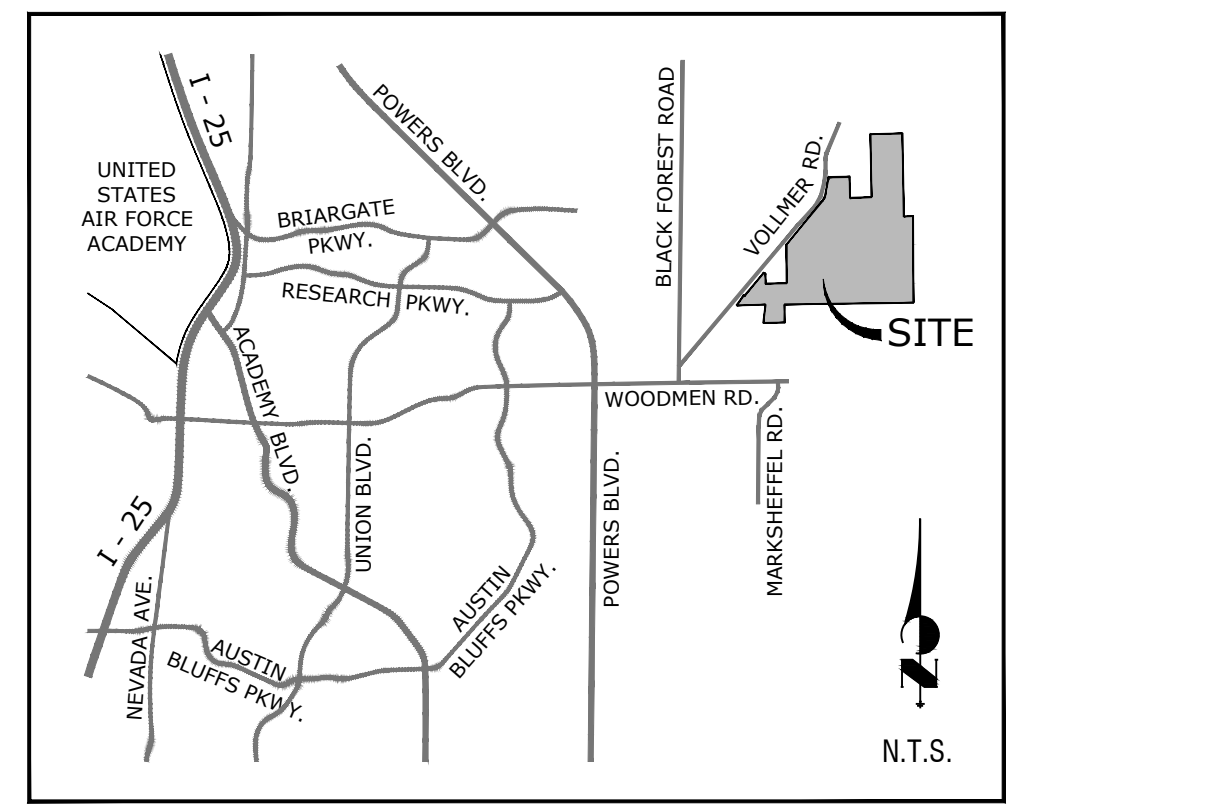 I - 25
POWERS BLVD.
BLACK FOREST ROAD
VOLLMER RD.
UNITED
STATES
AIR FORCE
ACADEMY
BRIARGATE
PKWY.
RESEARCH PKWY.
SITE
ACADEMY BLVD.
WOODMEN RD.
MARKSHEFFEL RD.
UNION BLVD.
POWERS BLVD.
I - 25
NEVADA AVE.
AUSTIN
BLUFFS PKWY.
AUSTIN
BLUFFS PKWY.
N
N.T.S.